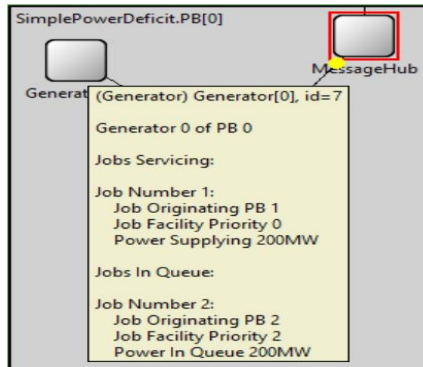 SimplePowerDeficit.PB[0]
MessageHub
Generat
(Generator) Generator[0], id=7
Generator 0 of PB 0
Jobs Servicing:
Job Number 1:
Job Originating PB 1
Job Facility Priority 0
Power Supplying 200MW
Jobs In Queue:
Job Number 2:
Job Originating PB 2
Job Facility Priority 2
Power In Queue 200MW